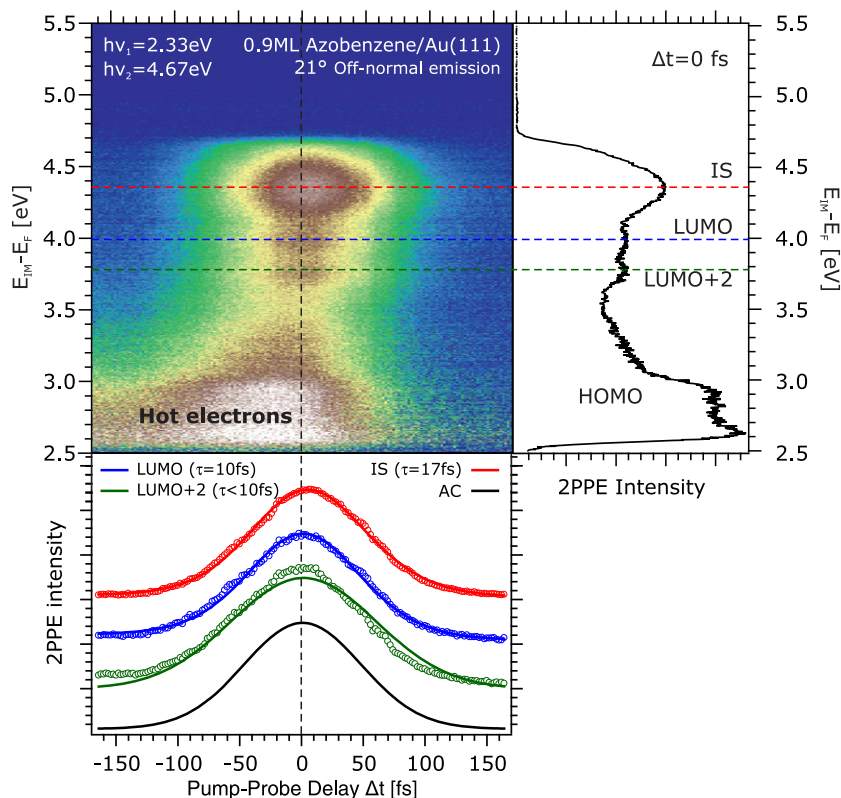 hν₁=2.33eV 0.9ML Azobenzene/Au(111)
hν₂=4.67eV 21° Off-normal emission
Δt=0 fs
5.5
5.0
4.5
4.0
3.5
3.0
2.5
E_IM-E_F [eV]
Hot electrons
IS
LUMO
LUMO+2
HOMO
5.5
5.0
4.5
4.0
3.5
3.0
2.5
E_IM-E_F [eV]
2PPE Intensity
LUMO (τ=10fs) IS (τ=17fs)
LUMO+2 (τ<10fs) AC
2PPE intensity
-150 -100 -50 0 50 100 150
Pump-Probe Delay Δt [fs]